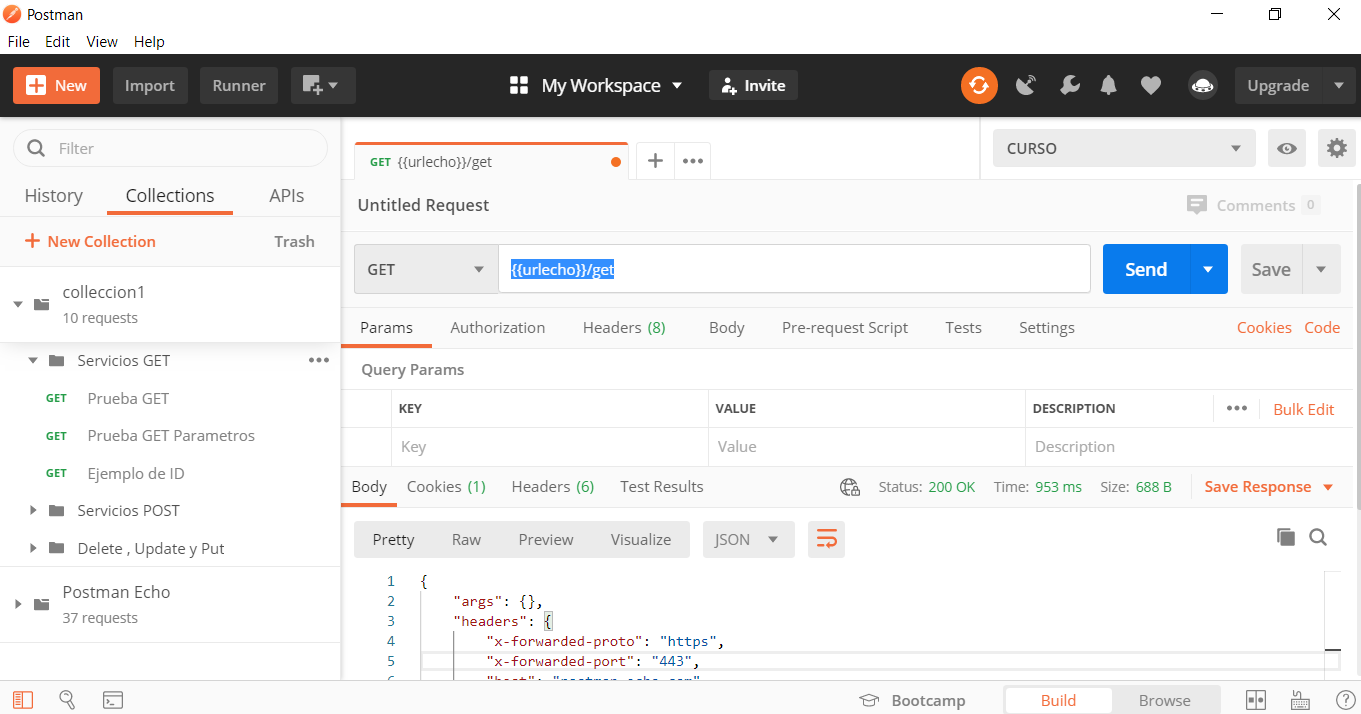 Postman
File Edit View Help
New Import Runner My Workspace Invite Upgrade
Filter
History Collections APIs
New Collection Trash
colleccion1
10 requests
Servicios GET
GET Prueba GET
GET Prueba GET Parametros
GET Ejemplo de ID
Servicios POST
Delete , Update y Put
Postman Echo
37 requests
GET {{urlecho}}/get
CURSO
Untitled Request Comments 0
GET {{urlecho}}/get Send Save
Params Authorization Headers (8) Body Pre-request Script Tests Settings Cookies Code
Query Params
KEY VALUE DESCRIPTION Bulk Edit
Key Value Description
Body Cookies (1) Headers (6) Test Results Status: 200 OK Time: 953 ms Size: 688 B Save Response
Pretty Raw Preview Visualize JSON
1 {
2 "args": {},
3 "headers": {
4 "x-forwarded-proto": "https",
5 "x-forwarded-port": "443",
Bootcamp Build Browse